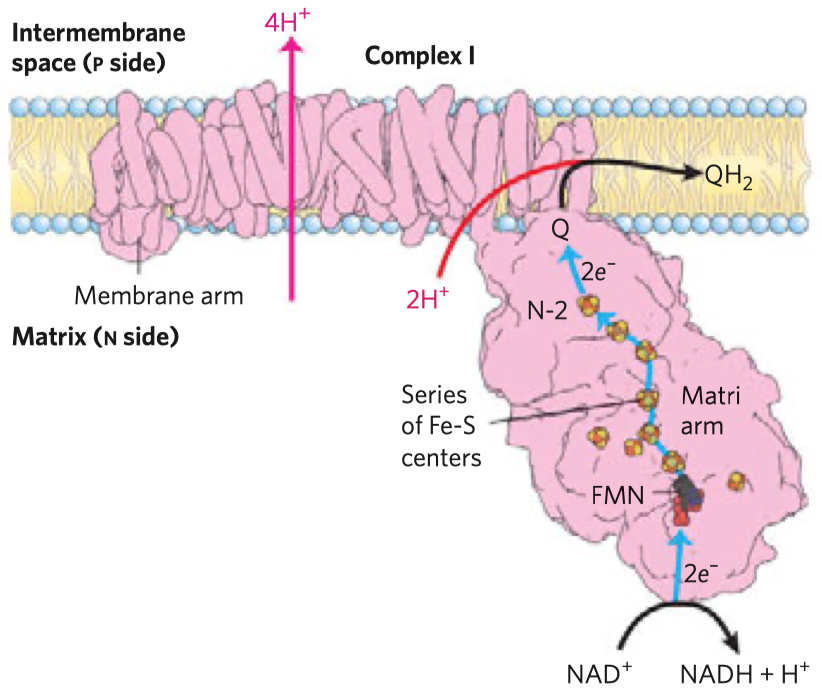 4H⁺
Intermembrane
space (P side)
Complex I
QH₂
Q
2e⁻
Membrane arm
2H⁺
N-2
Matrix (N side)
Series
of Fe-S
centers
Matri
arm
FMN
2e⁻
NAD⁺
NADH + H⁺